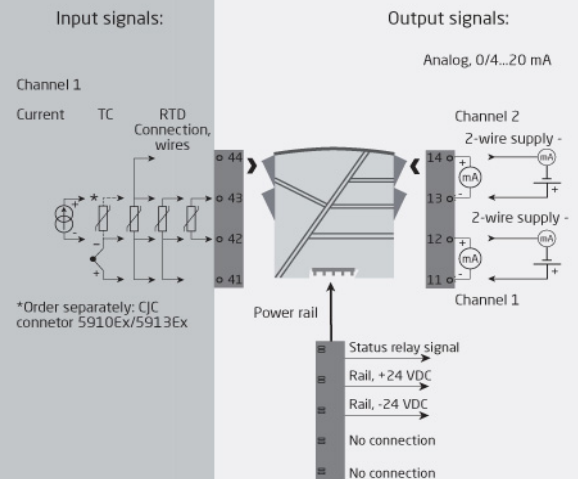 Input signals:
Output signals:
Analog, 0/4...20 mA
Channel 1
Current TC RTD
Connection,
wires
Channel 2
2-wire supply -
44
43
42
41
*
+
-
-
+
14
13
12
11
+
mA
-
mA
+
2-wire supply -
+
mA
-
mA
+
Channel 1
*Order separately: CJC
connetor 5910Ex/5913Ex
Power rail
Status relay signal
Rail, +24 VDC
Rail, -24 VDC
No connection
No connection